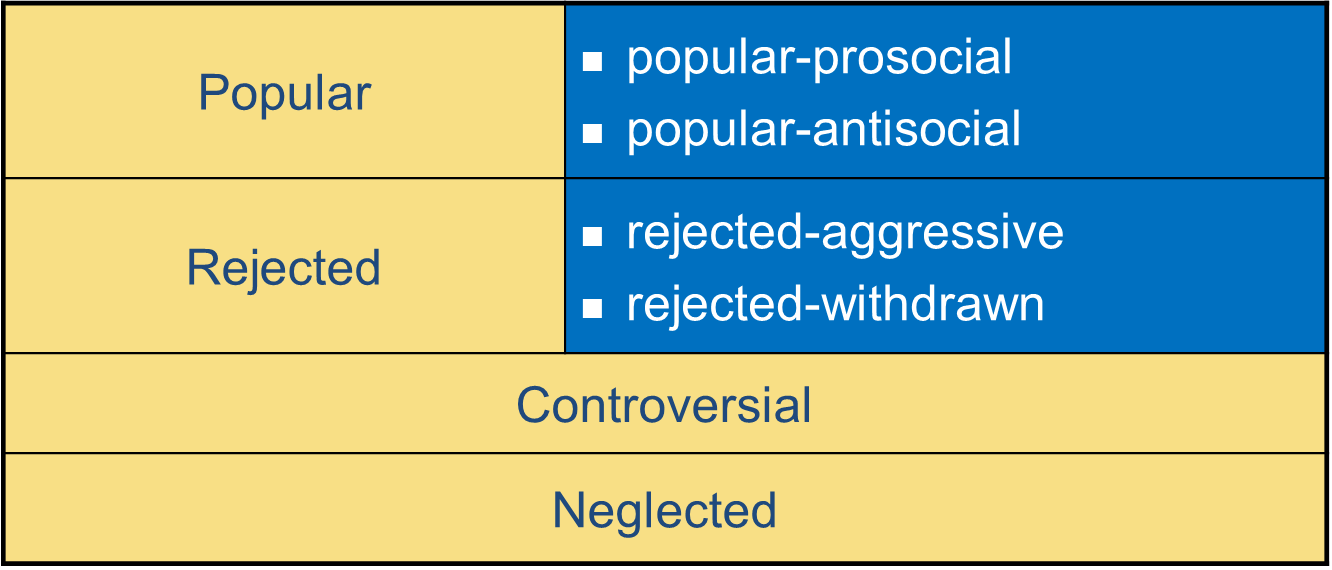 Popular
▪ popular-prosocial
▪ popular-antisocial
Rejected
▪ rejected-aggressive
▪ rejected-withdrawn
Controversial
Neglected